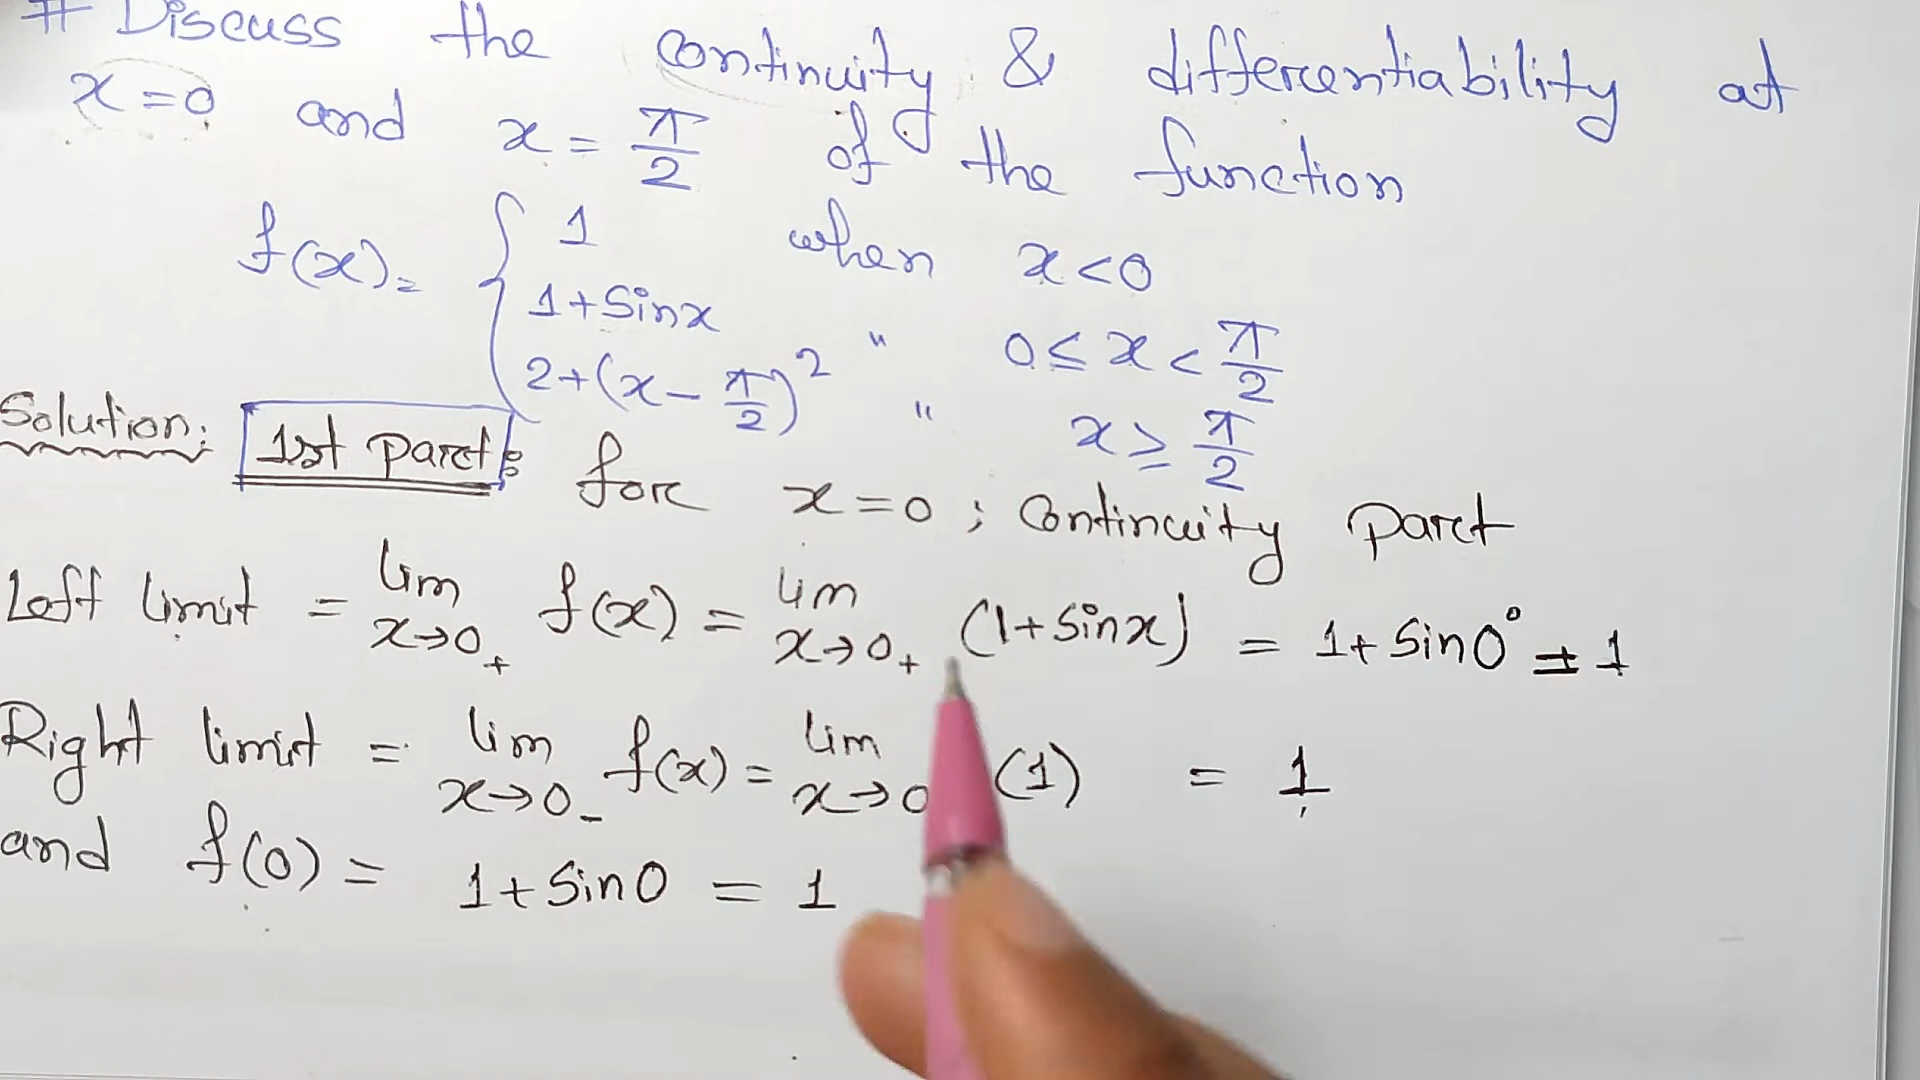 # Discuss the continuity & differentiability at
x=0 and x = π/2 of the function
f(x) = { 1 when x<0
1+Sinx " 0≤x<π/2
2+(x-π/2)² " x≥π/2
Solution: 1st part: for x=0; Continuity part
Left limit = lim x→0+ f(x) = lim x→0+ (1+Sinx) = 1+Sin0° = 1
Right limit = lim x→0- f(x) = lim x→0 (1) = 1
and f(0) = 1+Sin0 = 1